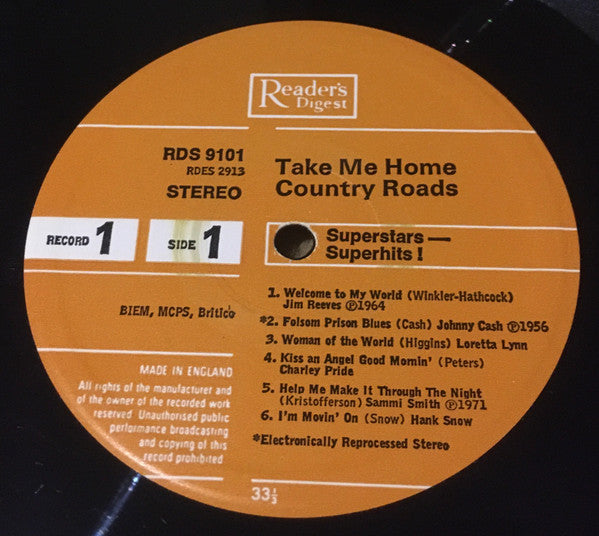 Reader's
Digest
RDS 9101
RDES 2913
STEREO
Take Me Home
Country Roads
RECORD 1
SIDE 1
Superstars —
Superhits!
BIEM, MCPS, Britico
1. Welcome to My World (Winkler-Hathcock)
Jim Reeves ℗1964
*2. Folsom Prison Blues (Cash) Johnny Cash ℗1956
3. Woman of the World (Higgins) Loretta Lynn
4. Kiss an Angel Good Mornin' (Peters)
Charley Pride
5. Help Me Make It Through The Night
(Kristofferson) Sammi Smith ℗1971
6. I'm Movin' On (Snow) Hank Snow
*Electronically Reprocessed Stereo
MADE IN ENGLAND
All rights of the manufacturer and
of the owner of the recorded work
reserved Unauthorised public
performance broadcasting
and copying of this
record prohibited
33⅓